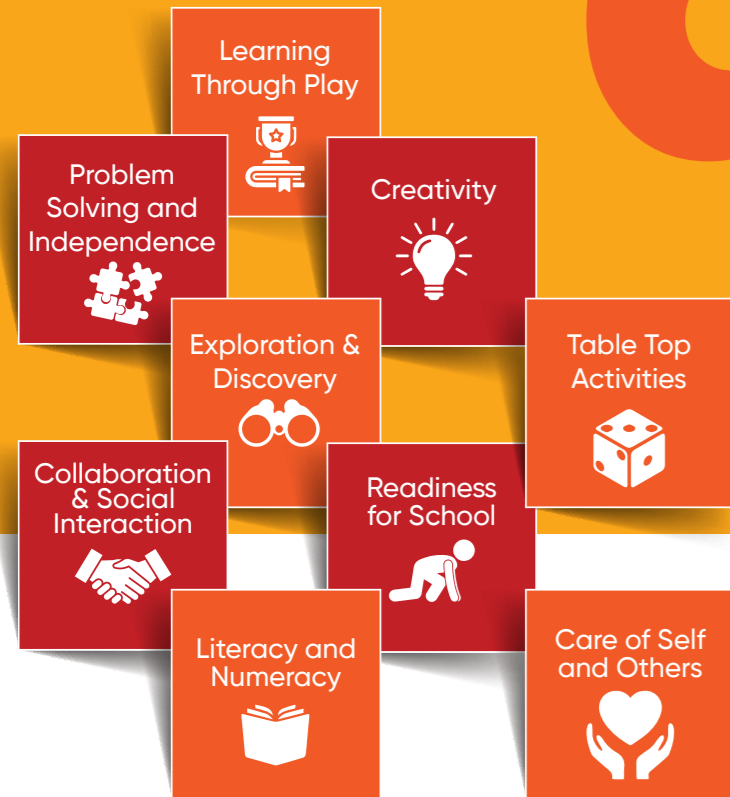 Learning
Through Play
Problem
Solving and
Independence
Creativity
Exploration &
Discovery
Table Top
Activities
Collaboration
& Social
Interaction
Readiness
for School
Literacy and
Numeracy
Care of Self
and Others